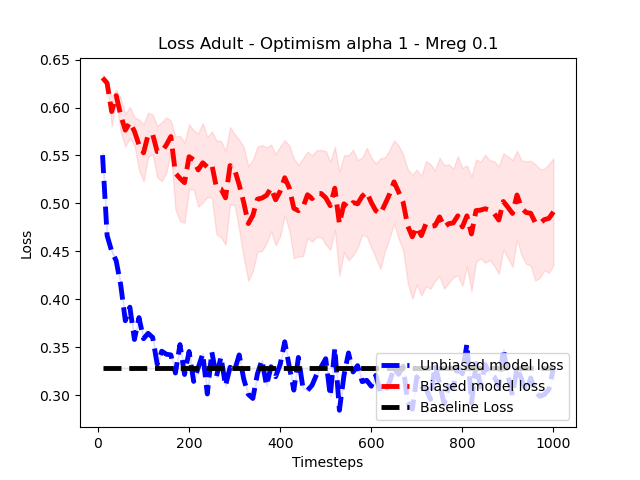 Loss Adult - Optimism alpha 1 - Mreg 0.1
0.65
0.60
0.55
0.50
0.45
0.40
0.35
0.30
Loss
Unbiased model loss
Biased model loss
Baseline Loss
0 200 400 600 800 1000
Timesteps